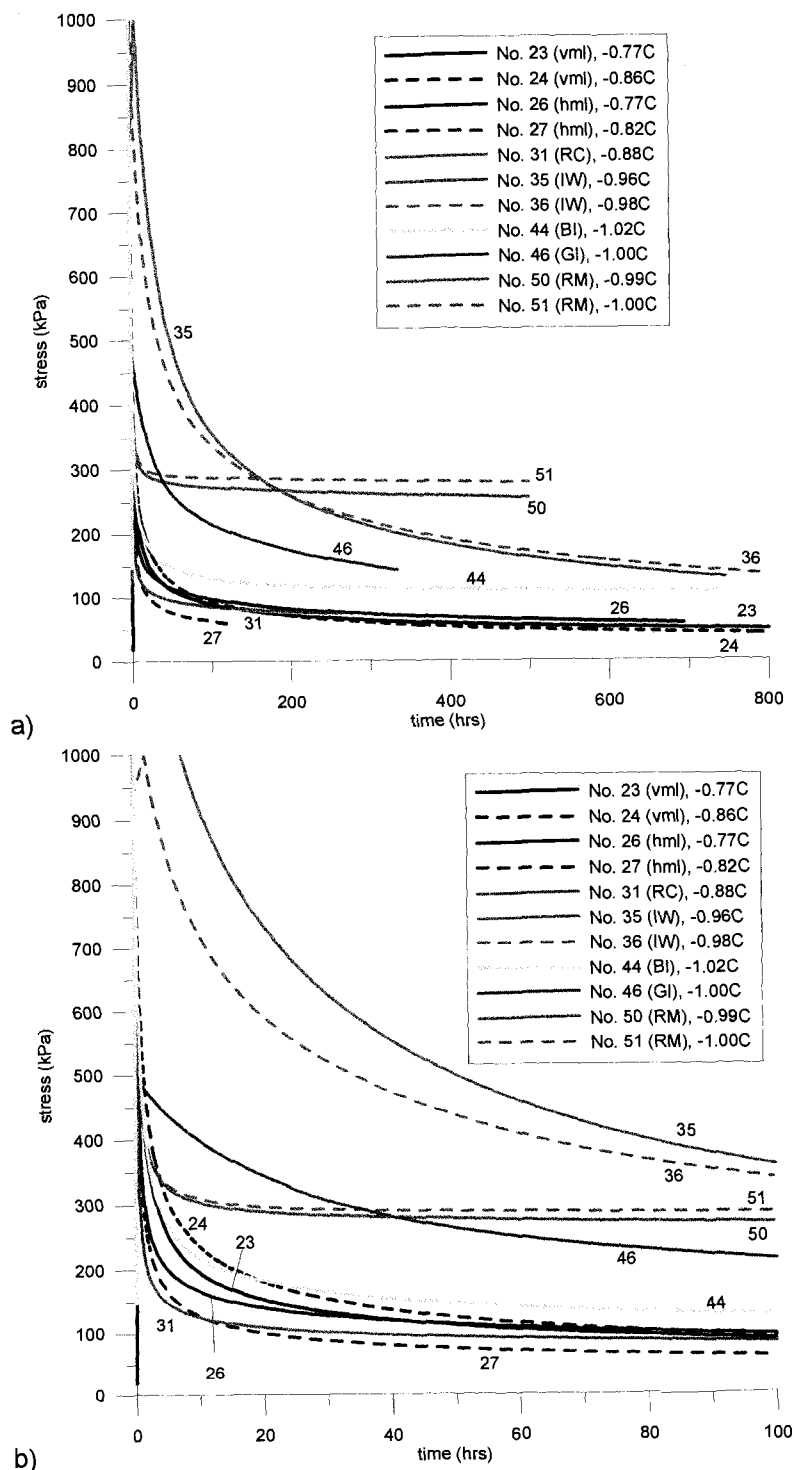 1000
900
800
700
600
500
400
300
200
100
0
stress (kPa)
No. 23 (vml), -0.77C
No. 24 (vml), -0.86C
No. 26 (hml), -0.77C
No. 27 (hml), -0.82C
No. 31 (RC), -0.88C
No. 35 (IW), -0.96C
No. 36 (IW), -0.98C
No. 44 (BI), -1.02C
No. 46 (GI), -1.00C
No. 50 (RM), -0.99C
No. 51 (RM), -1.00C
35
51
50
46
44
36
26
23
27
31
24
0
200
400
600
800
time (hrs)
a)
1000
900
800
700
600
500
400
300
200
100
0
stress (kPa)
No. 23 (vml), -0.77C
No. 24 (vml), -0.86C
No. 26 (hml), -0.77C
No. 27 (hml), -0.82C
No. 31 (RC), -0.88C
No. 35 (IW), -0.96C
No. 36 (IW), -0.98C
No. 44 (BI), -1.02C
No. 46 (GI), -1.00C
No. 50 (RM), -0.99C
No. 51 (RM), -1.00C
35
36
51
50
24
23
46
44
31
27
26
0
20
40
60
80
100
time (hrs)
b)